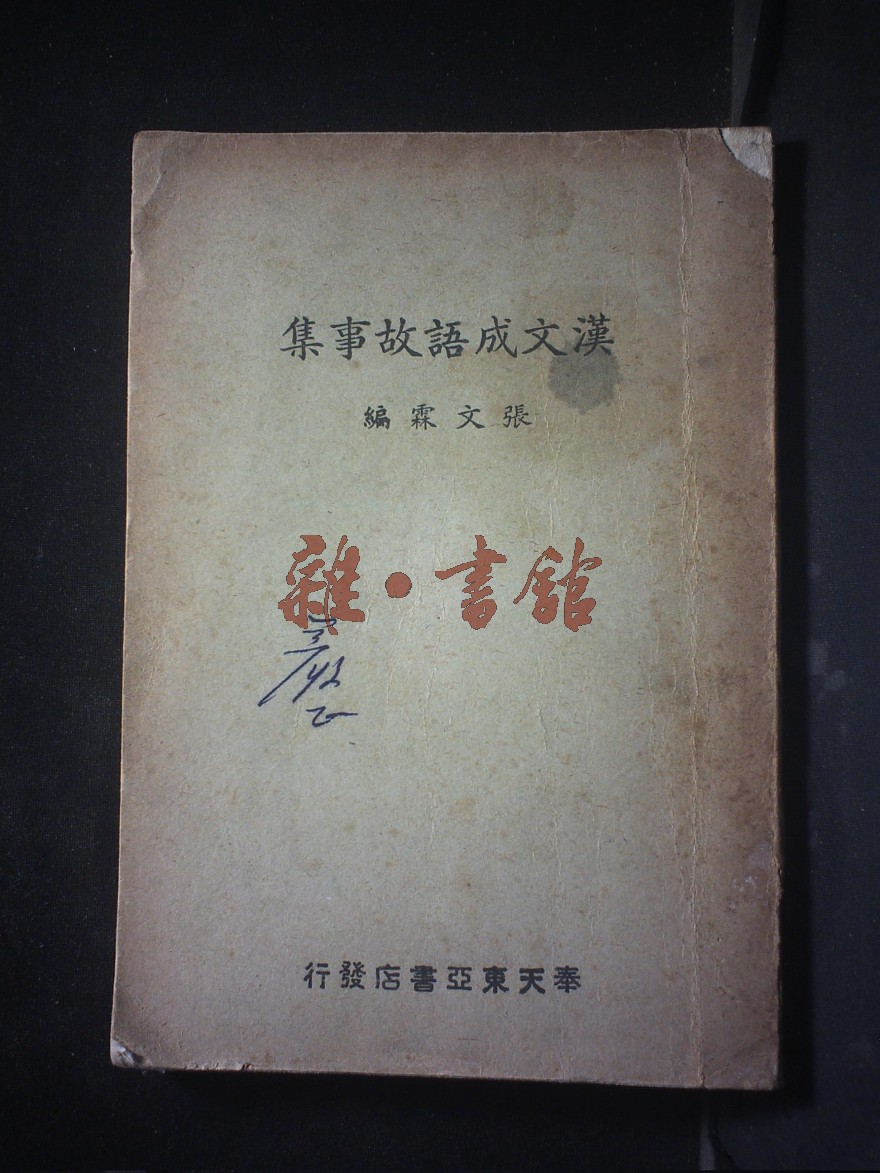 漢文成語故事集
張文霖編
雜·書館
奉天東亞書店發行